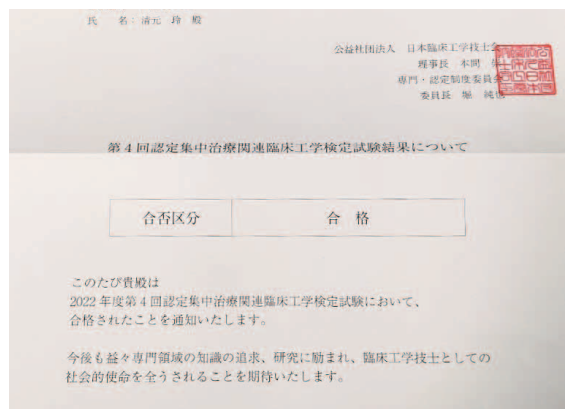 氏　名：清元 玲 殿
公益社団法人　日本臨床工学技士会
理事長　本間
専門・認定制度委員会
委員長　堀　純也
第4回認定集中治療関連臨床工学検定試験結果について
合否区分　合　格
このたび貴殿は
2022年度第4回認定集中治療関連臨床工学検定試験において、
合格されたことを通知いたします。
今後も益々専門領域の知識の追求、研究に励まれ、臨床工学技士としての
社会的使命を全うされることを期待いたします。